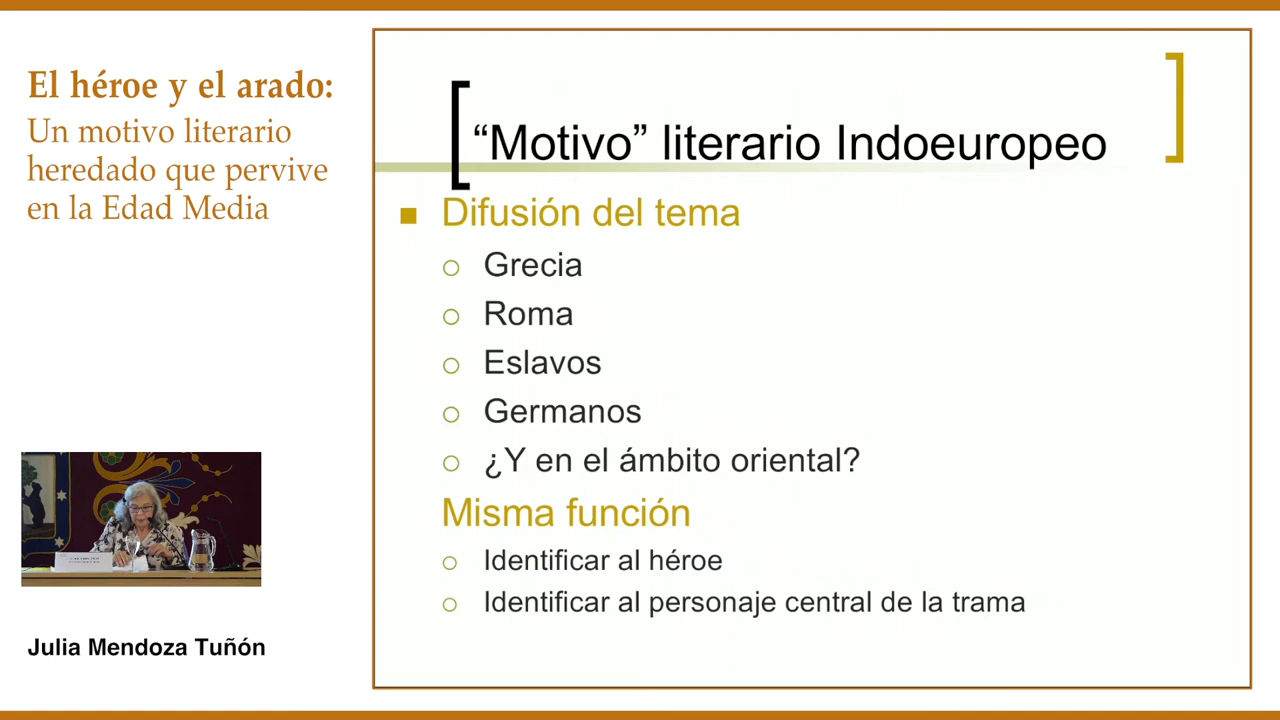 El héroe y el arado:
Un motivo literario
heredado que pervive
en la Edad Media
Julia Mendoza Tuñón
“Motivo” literario Indoeuropeo
Difusión del tema
Grecia
Roma
Eslavos
Germanos
¿Y en el ámbito oriental?
Misma función
Identificar al héroe
Identificar al personaje central de la trama